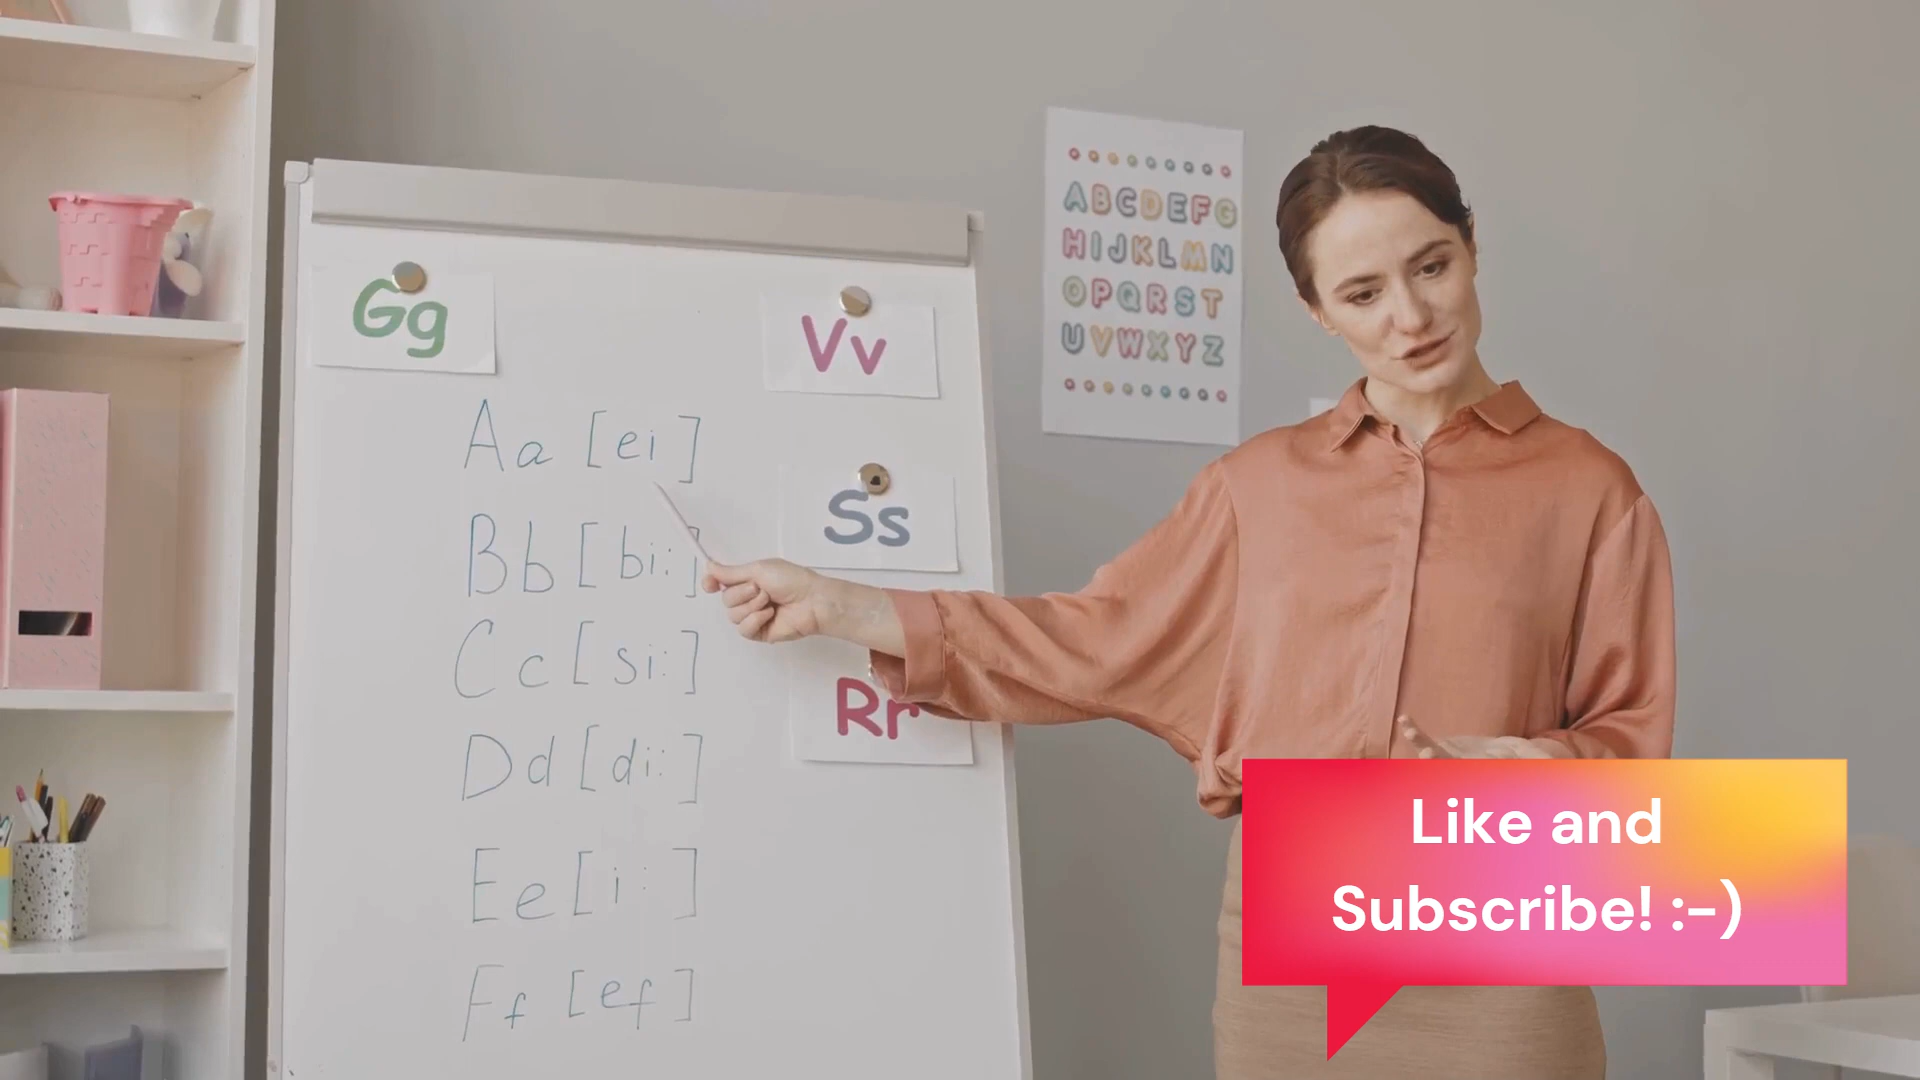 Gg
Vv
Ss
Rr
Aa [ei]
Bb [bi:]
Cc [si:]
Dd [di:]
Ee [i:]
Ff [ef]
ABCDEFG
HIJKLMN
OPQRST
UVWXYZ
Like and
Subscribe! :-)